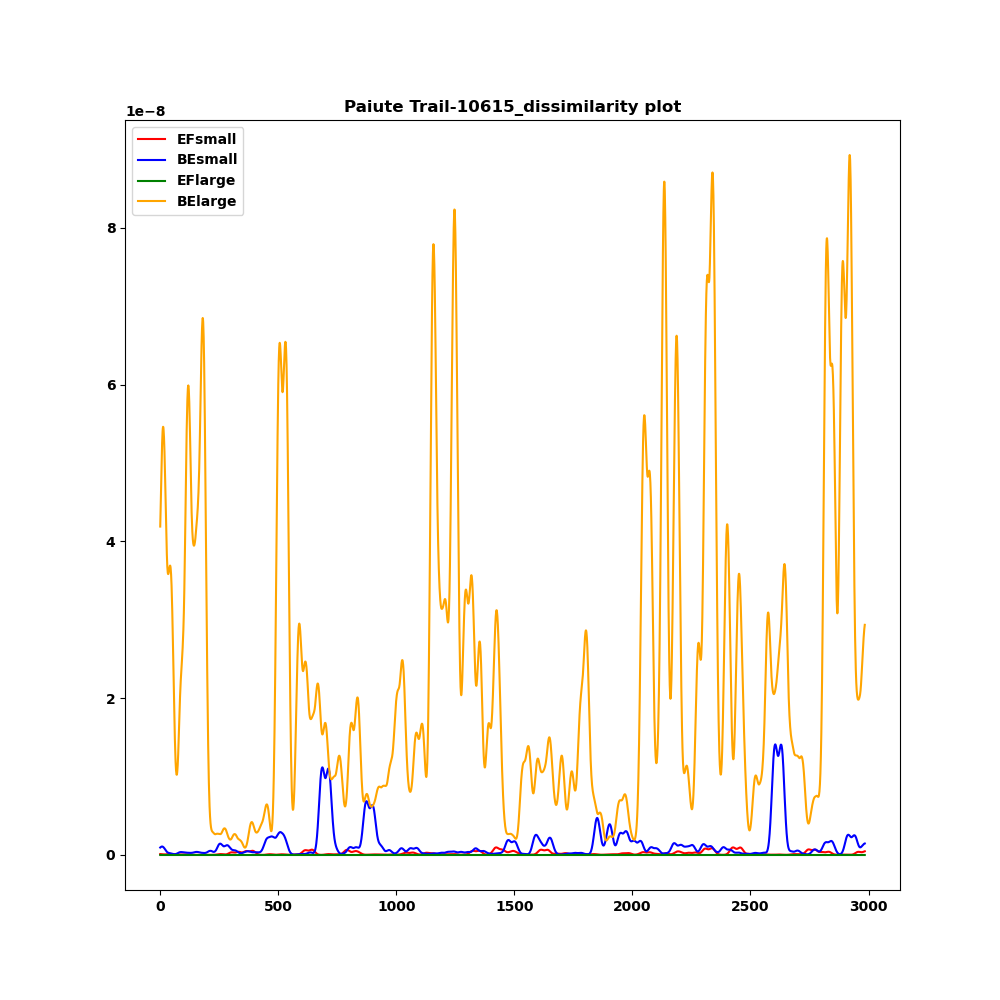 Paiute Trail-10615_dissimilarity plot
1e−8
EFsmall
BEsmall
EFlarge
BElarge
8
6
4
2
0
0 500 1000 1500 2000 2500 3000